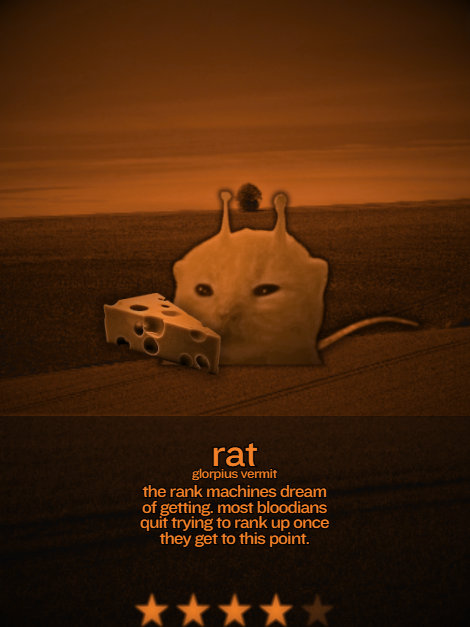 rat
glorpius vermit
the rank machines dream
of getting. most bloodians
quit trying to rank up once
they get to this point.